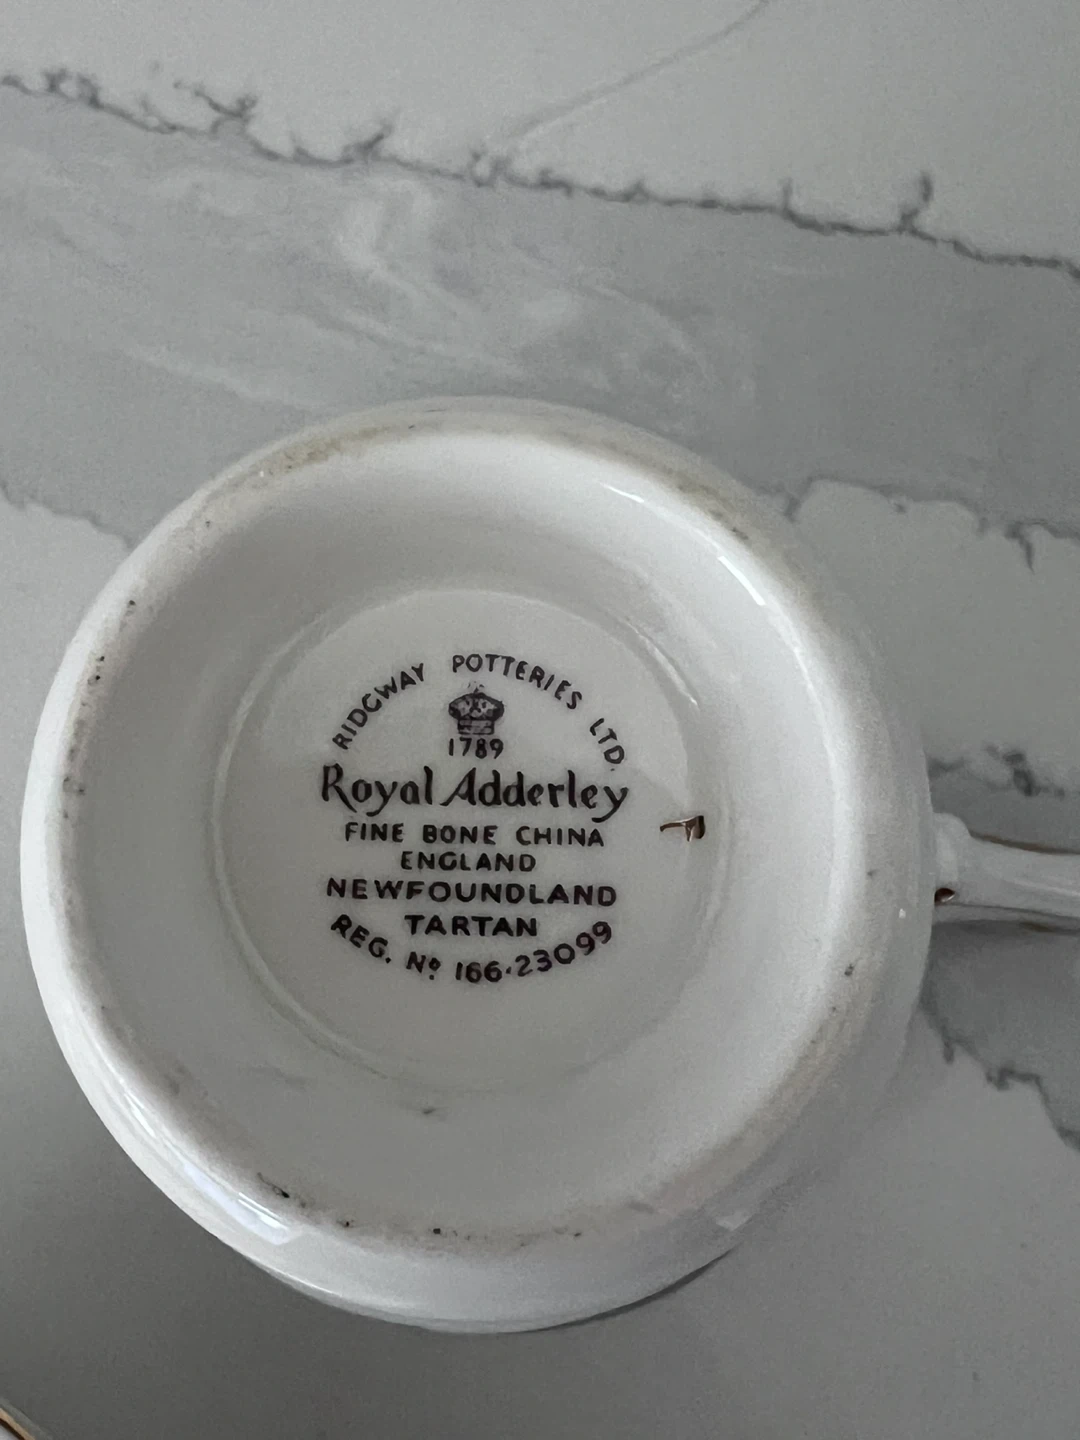 RIDGWAY POTTERIES LTD.
1789
Royal Adderley
FINE BONE CHINA
ENGLAND
NEWFOUNDLAND
TARTAN
REG. Nº 166·23099